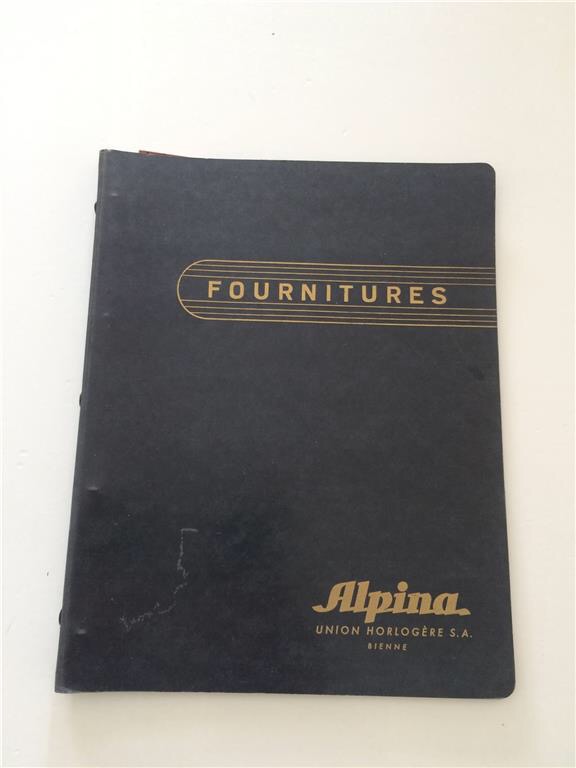 FOURNITURES
Alpina
UNION HORLOGÈRE S.A.
BIENNE